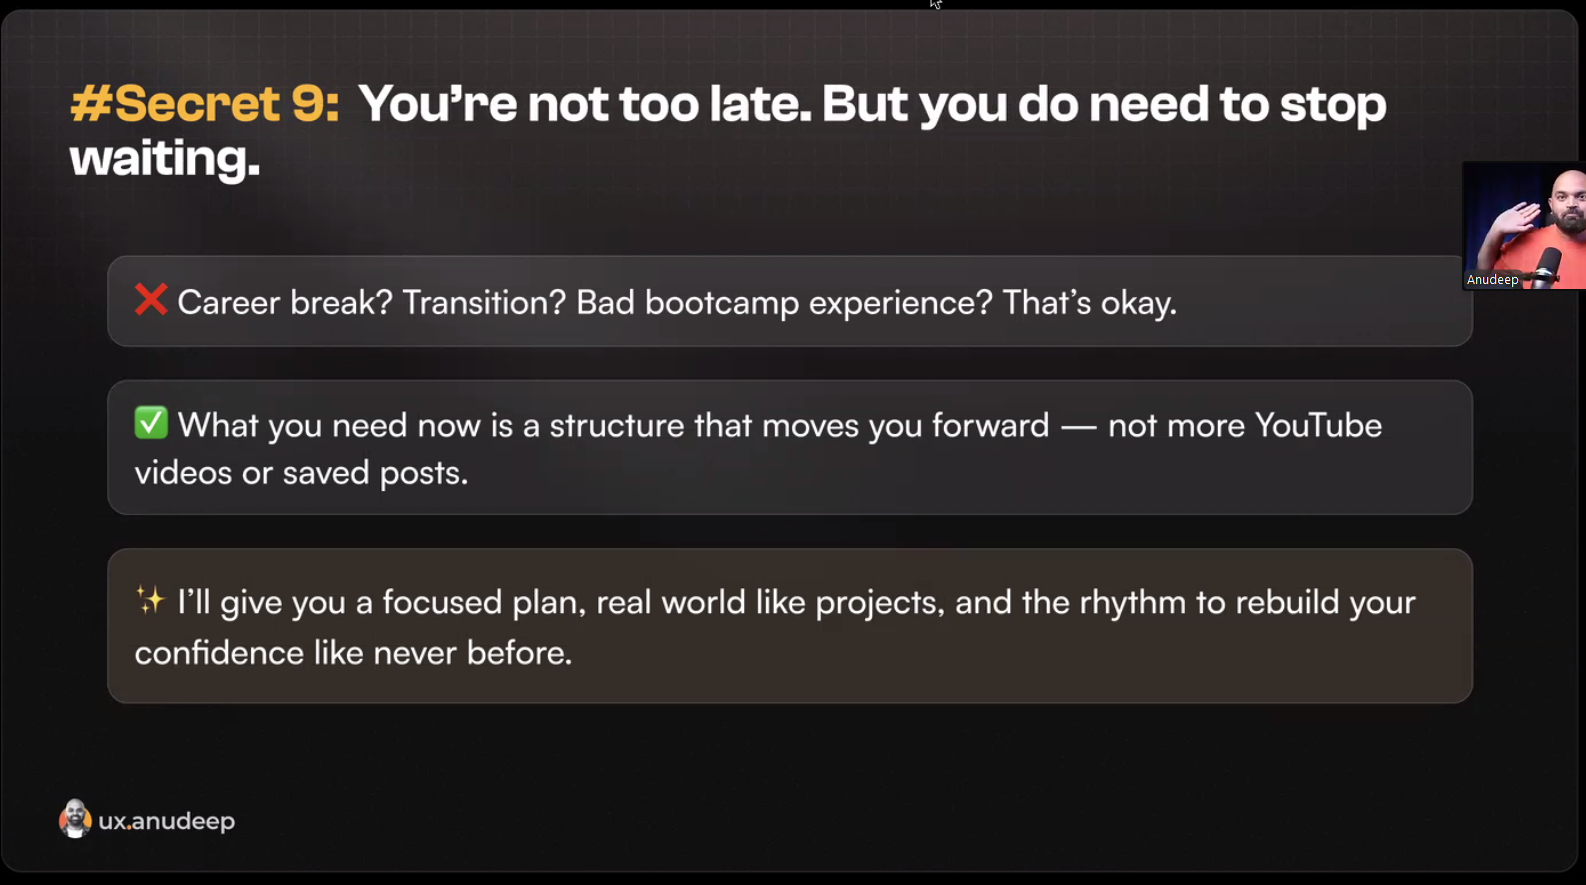 #Secret 9: You’re not too late. But you do need to stop
waiting.
Anudeep
❌ Career break? Transition? Bad bootcamp experience? That’s okay.
✅ What you need now is a structure that moves you forward — not more YouTube
videos or saved posts.
✨ I’ll give you a focused plan, real world like projects, and the rhythm to rebuild your
confidence like never before.
ux.anudeep